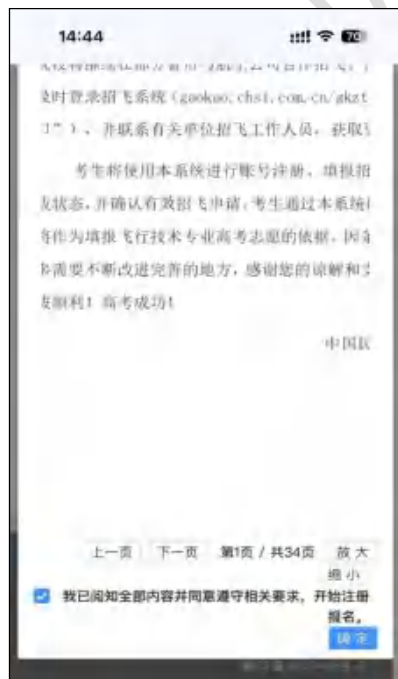 14:44
70
及时登录招飞系统（gaokao.chsi.com.cn/gkzt
）、并联系有关单位招飞工作人员，获取
考生将使用本系统进行账号注册、填报招
状态，并确认有效招飞申请，考生通过本系统
将作为填报飞行技术专业高考志愿的依据。因
需要不断改进完善的地方，感谢您的谅解和
顺利！高考成功！
中国民
上一页 下一页 第1页 / 共34页 放大
缩小
我已阅知全部内容并同意遵守相关要求，开始注册
报名。
确定